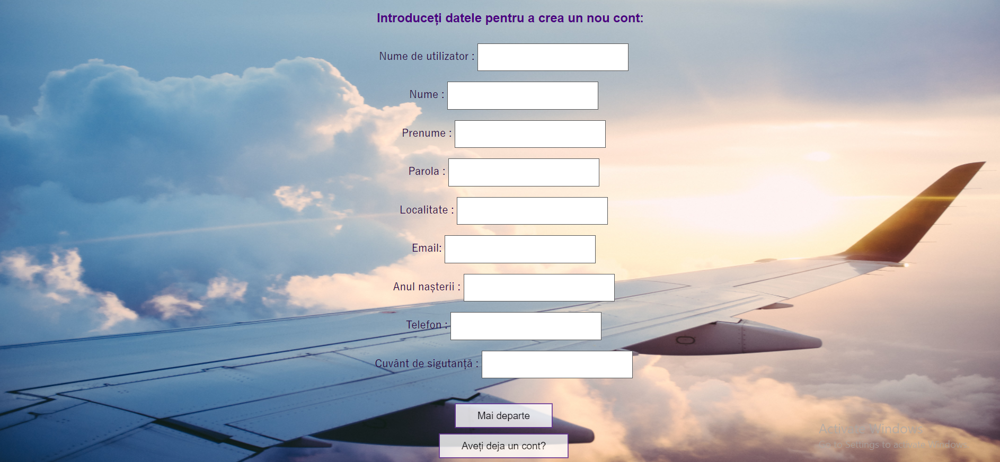 Introduceți datele pentru a crea un nou cont:
Nume de utilizator :
Nume :
Prenume :
Parola :
Localitate :
Email:
Anul nașterii :
Telefon :
Cuvânt de sigutanță :
Mai departe
Aveți deja un cont?
Activate Windows
Go to Settings to activate Windows.